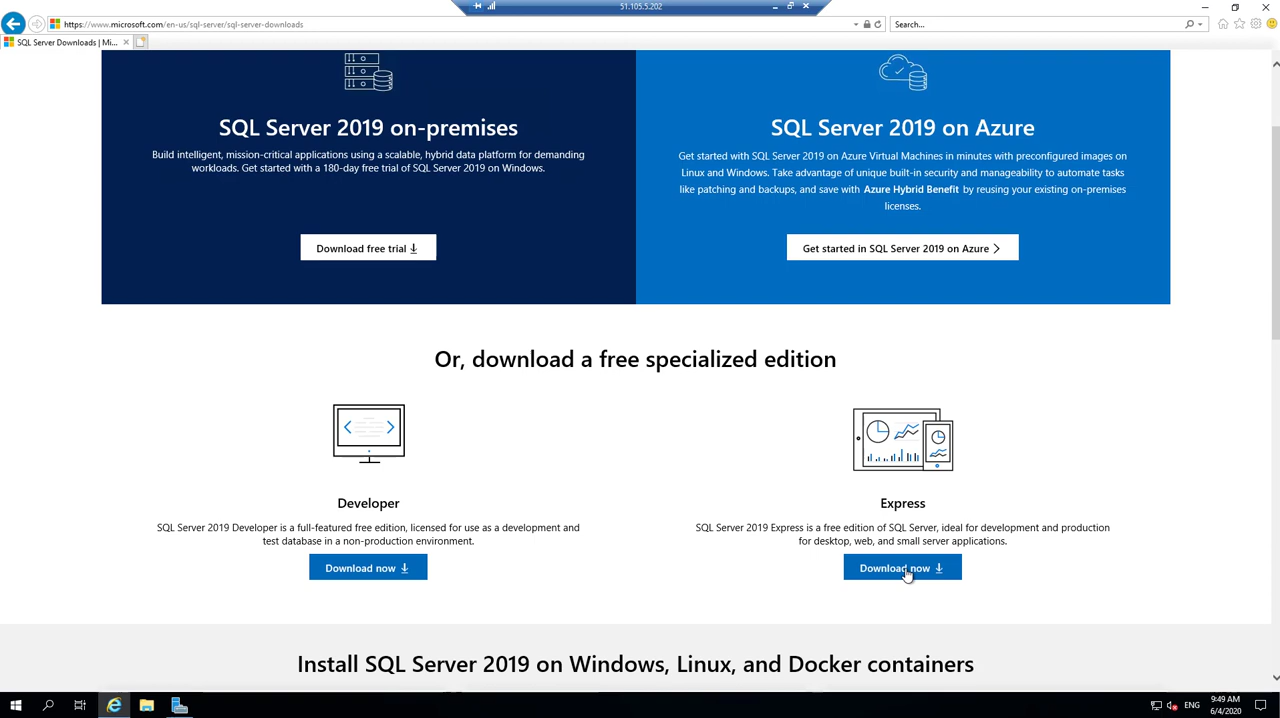 51.105.5.202
https://www.microsoft.com/en-us/sql-server/sql-server-downloads
Search...
SQL Server Downloads | Mi...
SQL Server 2019 on-premises
Build intelligent, mission-critical applications using a scalable, hybrid data platform for demanding
workloads. Get started with a 180-day free trial of SQL Server 2019 on Windows.
Download free trial
SQL Server 2019 on Azure
Get started with SQL Server 2019 on Azure Virtual Machines in minutes with preconfigured images on
Linux and Windows. Take advantage of unique built-in security and manageability to automate tasks
like patching and backups, and save with Azure Hybrid Benefit by reusing your existing on-premises
licenses.
Get started in SQL Server 2019 on Azure
Or, download a free specialized edition
Developer
SQL Server 2019 Developer is a full-featured free edition, licensed for use as a development and
test database in a non-production environment.
Download now
Express
SQL Server 2019 Express is a free edition of SQL Server, ideal for development and production
for desktop, web, and small server applications.
Download now
Install SQL Server 2019 on Windows, Linux, and Docker containers
ENG
9:49 AM
6/4/2020